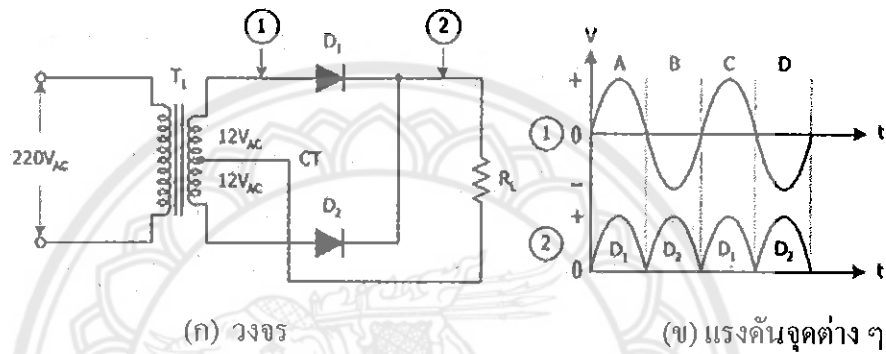 1 D1 2
T1
220VAC
12VAC
12VAC
CT
D2
RL
(ก) วงจร
V
A B C D
+
1 0 t
−
+
2 D1 D2 D1 D2
0 t
(ข) แรงดันจุดต่าง ๆ